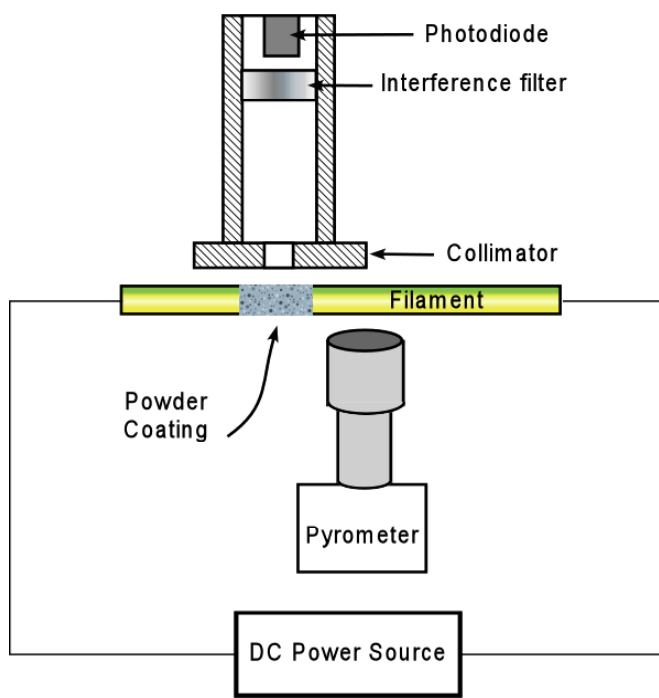 Photodiode
Interference filter
Collimator
Filament
Powder
Coating
Pyrometer
DC Power Source